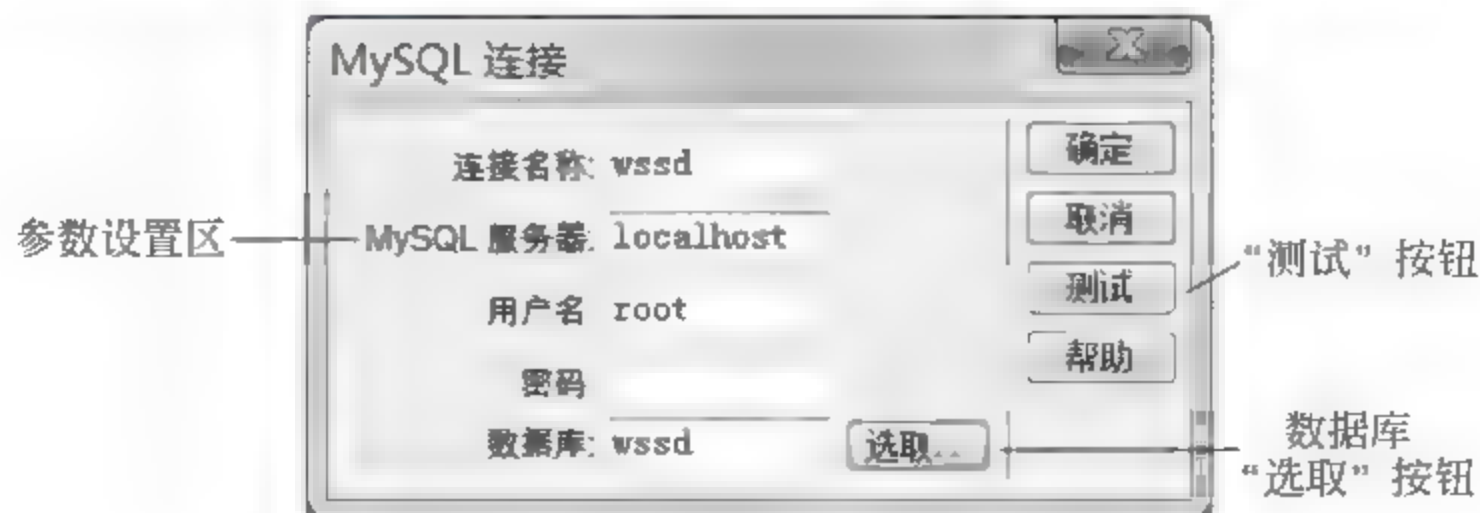 MySQL 连接
连接名称: wssd
确定
参数设置区
MySQL 服务器: localhost
取消
"测试" 按钮
用户名 root
测试
密码
帮助
数据库: wssd
选取...
数据库
"选取" 按钮